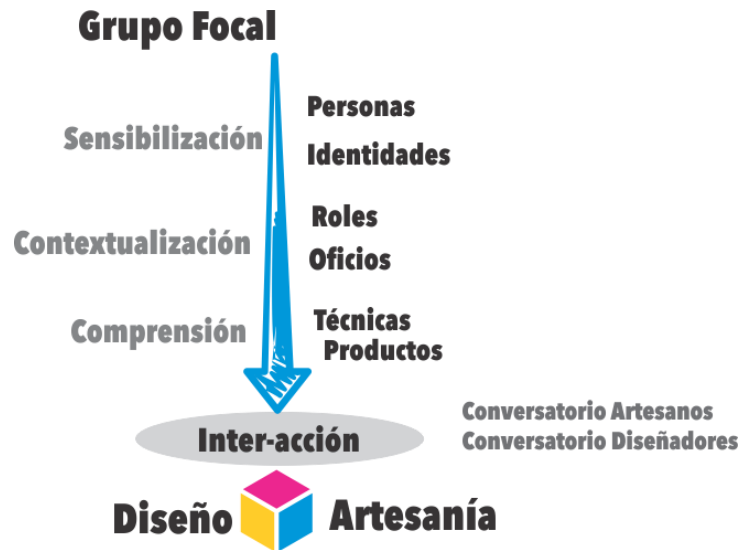 Grupo Focal
Sensibilización
Personas
Identidades
Contextualización
Roles
Oficios
Comprensión
Técnicas
Productos
Inter-acción
Conversatorio Artesanos
Conversatorio Diseñadores
Diseño
Artesanía